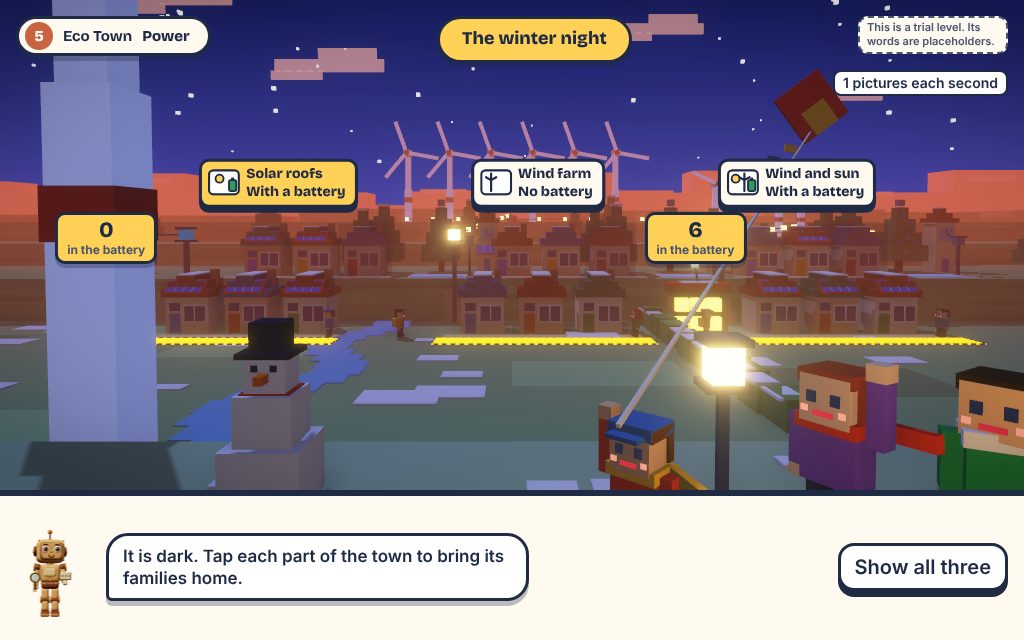 5 Eco Town Power
The winter night
This is a trial level. Its
words are placeholders.
1 pictures each second
Solar roofs
With a battery
Wind farm
No battery
Wind and sun
With a battery
0
in the battery
6
in the battery
It is dark. Tap each part of the town to bring its
families home.
Show all three